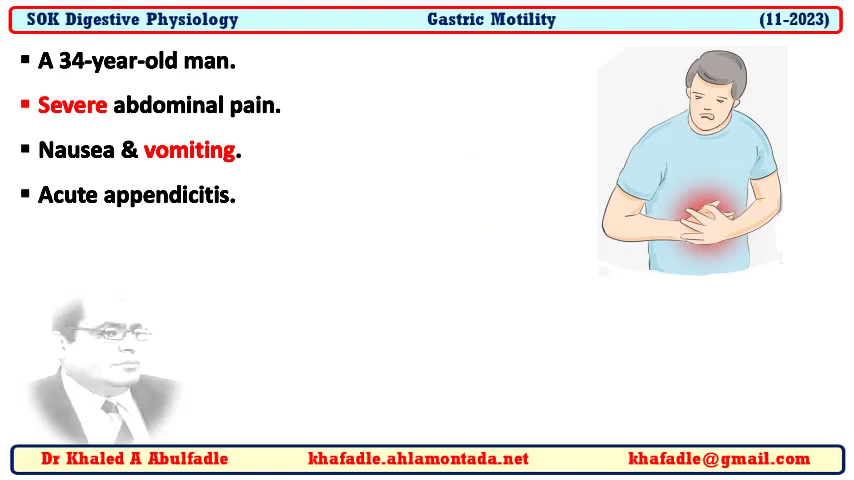 SOK Digestive Physiology Gastric Motility (11-2023)
▪ A 34-year-old man.
▪ Severe abdominal pain.
▪ Nausea & vomiting.
▪ Acute appendicitis.
Dr Khaled A Abulfadle khafadle.ahlamontada.net khafadle@gmail.com